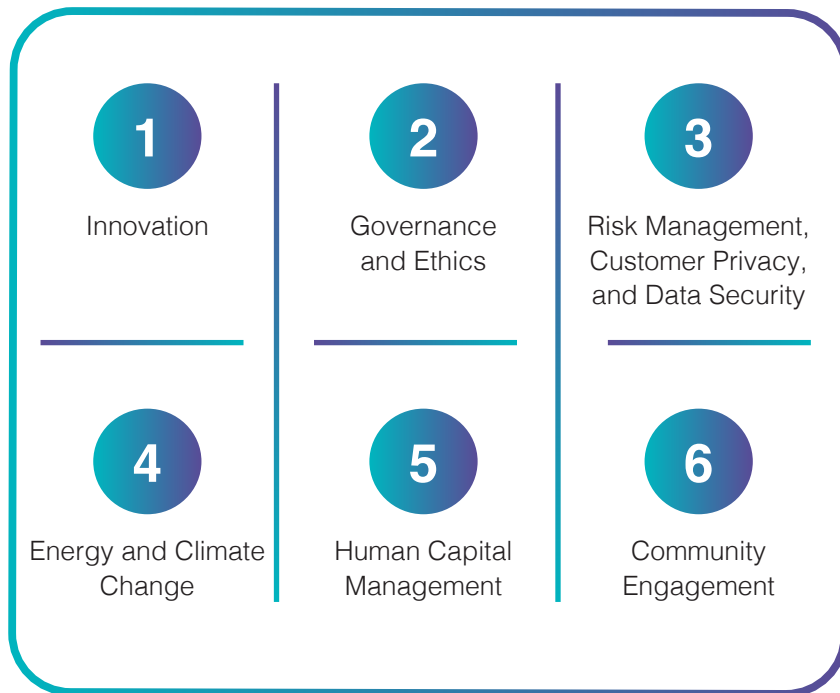 1
Innovation
2
Governance
and Ethics
3
Risk Management,
Customer Privacy,
and Data Security
4
Energy and Climate
Change
5
Human Capital
Management
6
Community
Engagement